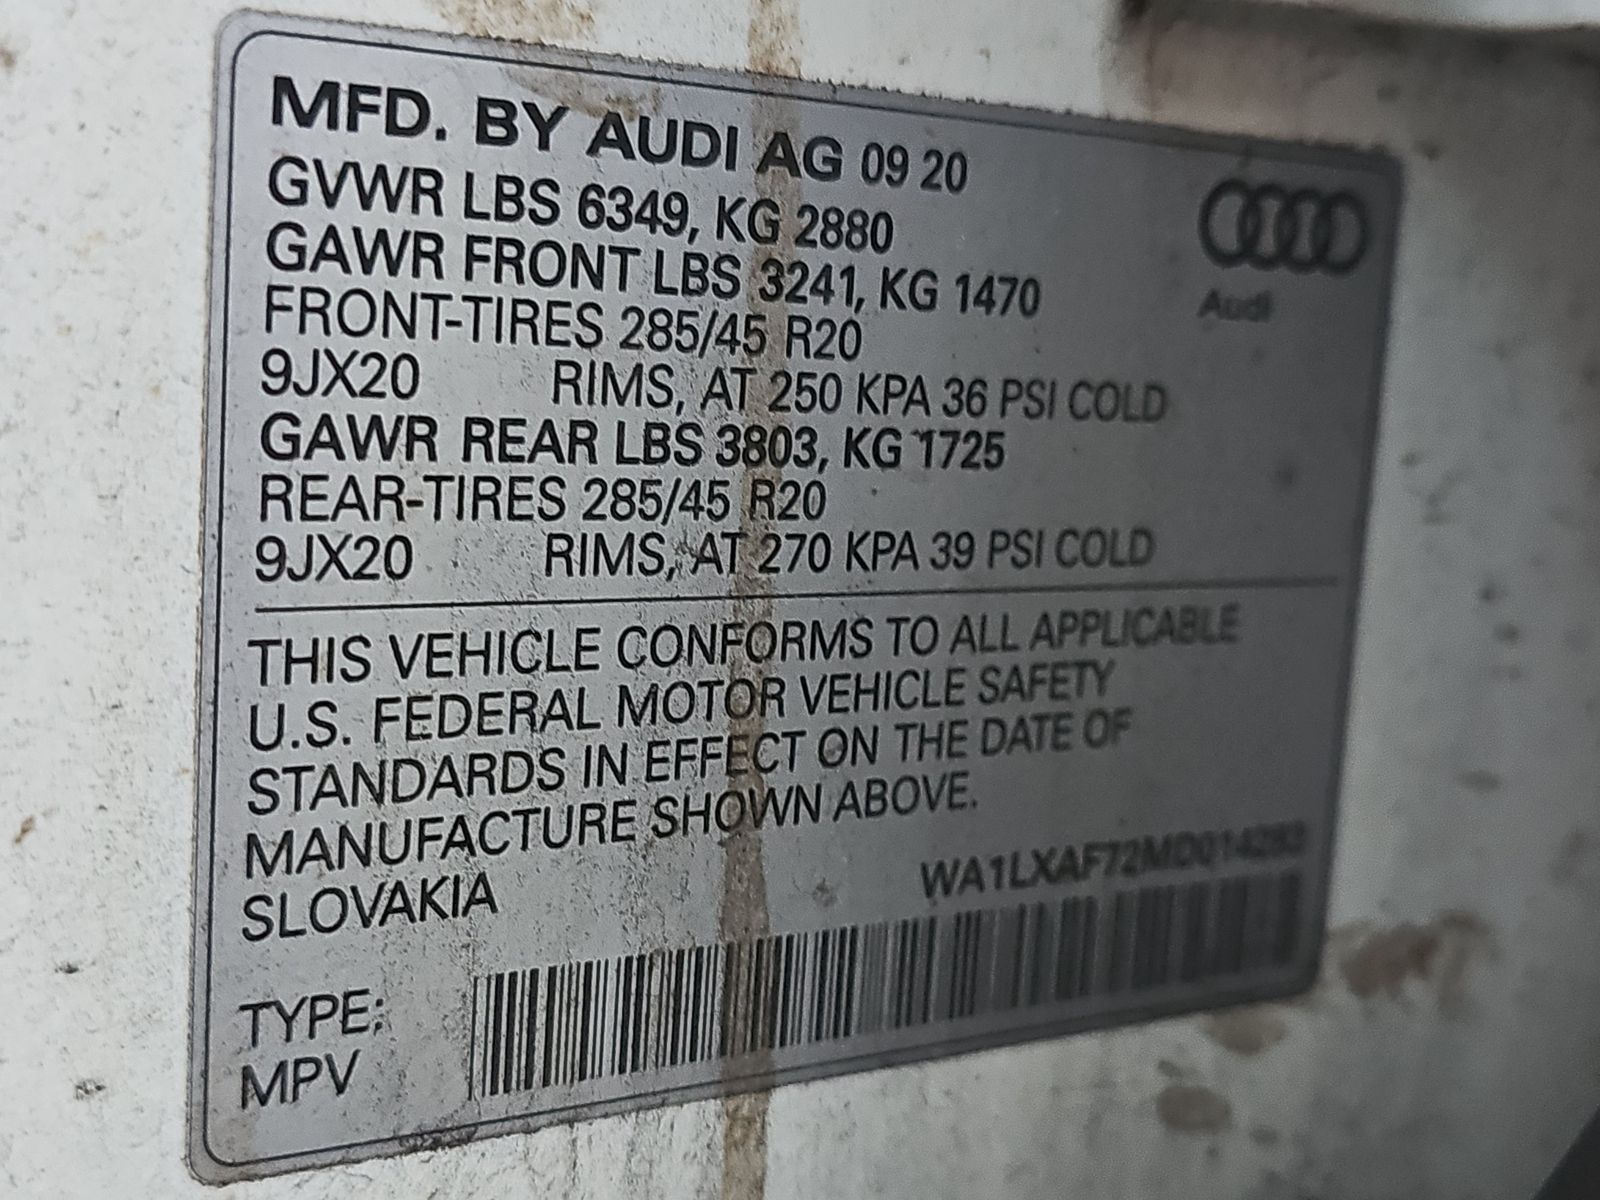 MFD. BY AUDI AG 09 20
GVWR LBS 6349, KG 2880
GAWR FRONT LBS 3241, KG 1470
FRONT-TIRES 285/45 R20
9JX20 RIMS, AT 250 KPA 36 PSI COLD
GAWR REAR LBS 3803, KG 1725
REAR-TIRES 285/45 R20
9JX20 RIMS, AT 270 KPA 39 PSI COLD
Audi
THIS VEHICLE CONFORMS TO ALL APPLICABLE
U.S. FEDERAL MOTOR VEHICLE SAFETY
STANDARDS IN EFFECT ON THE DATE OF
MANUFACTURE SHOWN ABOVE.
SLOVAKIA
TYPE:
MPV